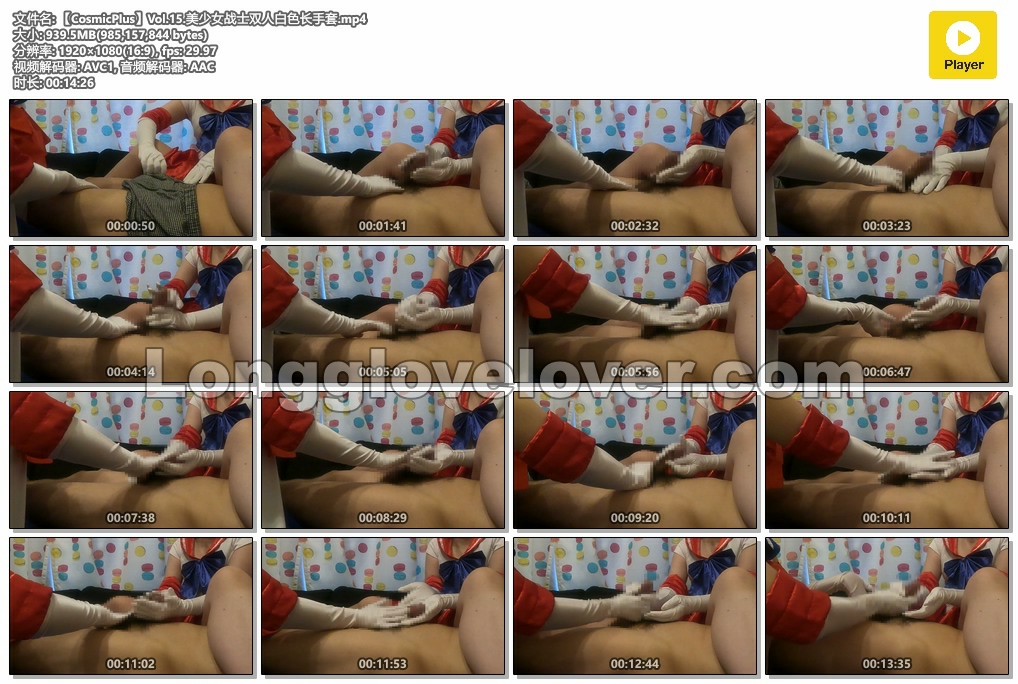 文件名: 【CosmicPlus】Vol.15.美少女战士双人白色长手套.mp4
大小: 939.5MB(985,157,844 bytes)
分辨率: 1920×1080(16:9), fps: 29.97
视频解码器: AVC1, 音频解码器: AAC
时长: 00:14:26
Player
00:00:50
00:01:41
00:02:32
00:03:23
00:04:14
00:05:05
00:05:56
00:06:47
Longglovelover.com
00:07:38
00:08:29
00:09:20
00:10:11
00:11:02
00:11:53
00:12:44
00:13:35